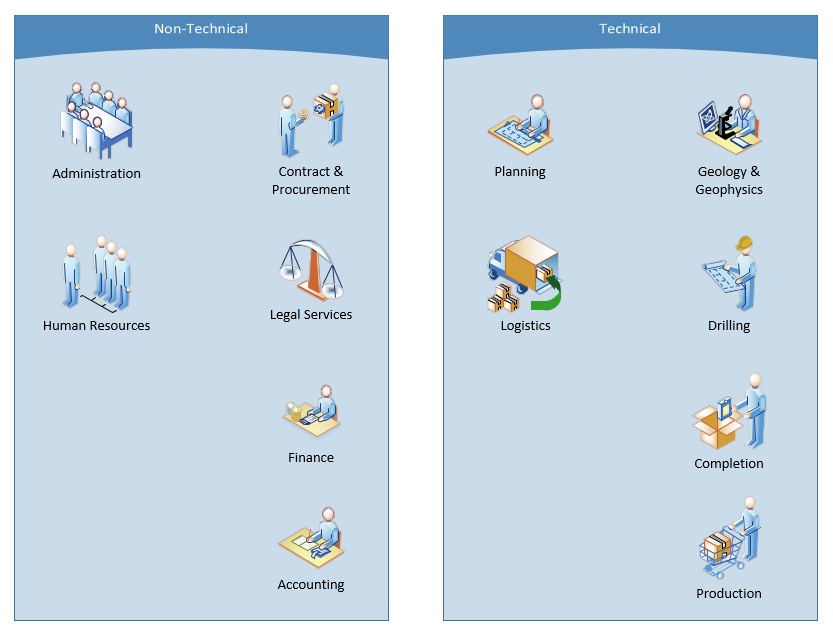 Non-Technical
Administration
Contract &
Procurement
Human Resources
Legal Services
Finance
Accounting
Technical
Planning
Geology &
Geophysics
Logistics
Drilling
Completion
Production